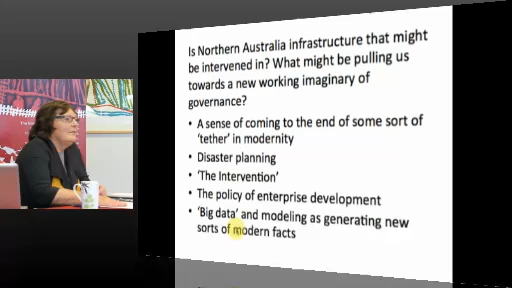 Is Northern Australia infrastructure that might
be intervened in? What might be pulling us
towards a new working imaginary of
governance?
• A sense of coming to the end of some sort of
'tether' in modernity
• Disaster planning
• 'The Intervention'
• The policy of enterprise development
• 'Big data' and modeling as generating new
sorts of modern facts